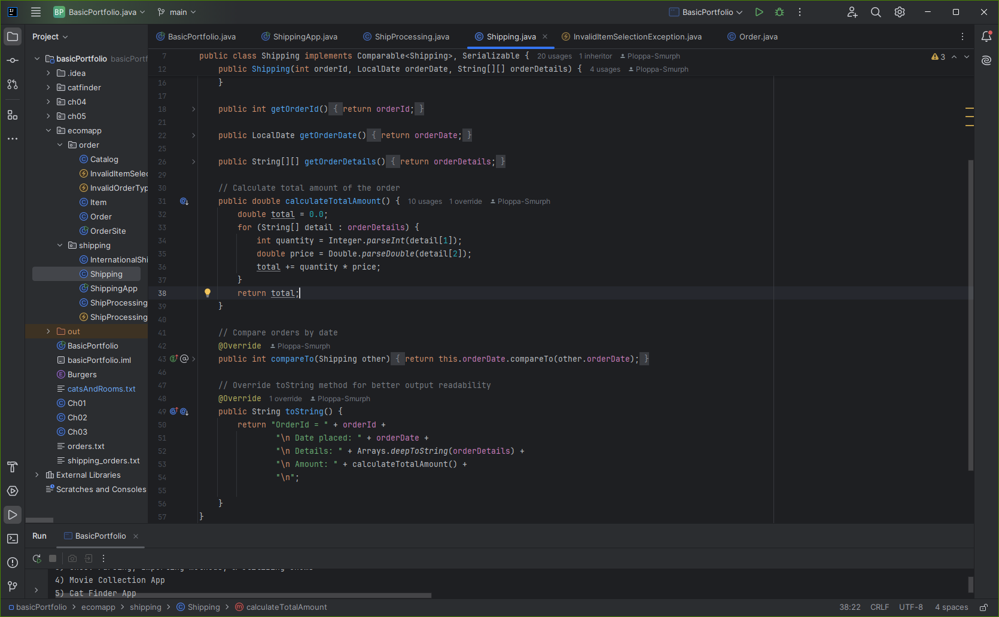 BP BasicPortfolio.java main BasicPortfolio
Project
BasicPortfolio.java ShippingApp.java ShipProcessing.java Shipping.java InvalidItemSelectionException.java Order.java
basicPortfolio basicPortf
.idea
catfinder
ch04
ch05
ecomapp
order
Catalog
InvalidItemSelec
InvalidOrderTyp
Item
Order
OrderSite
shipping
InternationalShi
Shipping
ShippingApp
ShipProcessing
ShipProcessing
out
BasicPortfolio
basicPortfolio.iml
Burgers
catsAndRooms.txt
Ch01
Ch02
Ch03
orders.txt
shipping_orders.txt
External Libraries
Scratches and Consoles
7 public class Shipping implements Comparable<Shipping>, Serializable { 20 usages 1 inheritor Ploppa-Smurph
3
12 public Shipping(int orderId, LocalDate orderDate, String[][] orderDetails) { 4 usages Ploppa-Smurph
16 }
17
18 public int getOrderId() { return orderId; }
21
22 public LocalDate getOrderDate() { return orderDate; }
25
26 public String[][] getOrderDetails() { return orderDetails; }
29
30 // Calculate total amount of the order
31 public double calculateTotalAmount() { 10 usages 1 override Ploppa-Smurph
32 double total = 0.0;
33 for (String[] detail : orderDetails) {
34 int quantity = Integer.parseInt(detail[1]);
35 double price = Double.parseDouble(detail[2]);
36 total += quantity * price;
37 }
38 return total;
39 }
40
41 // Compare orders by date
42 @Override Ploppa-Smurph
43 public int compareTo(Shipping other) { return this.orderDate.compareTo(other.orderDate); }
46
47 // Override toString method for better output readability
48 @Override 1 override Ploppa-Smurph
49 public String toString() {
50 return "OrderId = " + orderId +
51 "\n Date placed: " + orderDate +
52 "\n Details: " + Arrays.deepToString(orderDetails) +
53 "\n Amount: " + calculateTotalAmount() +
54 "\n";
55
56 }
57 }
Run BasicPortfolio
4) Movie Collection App
5) Cat Finder App
basicPortfolio > ecomapp > shipping > Shipping > calculateTotalAmount
38:22 CRLF UTF-8 4 spaces